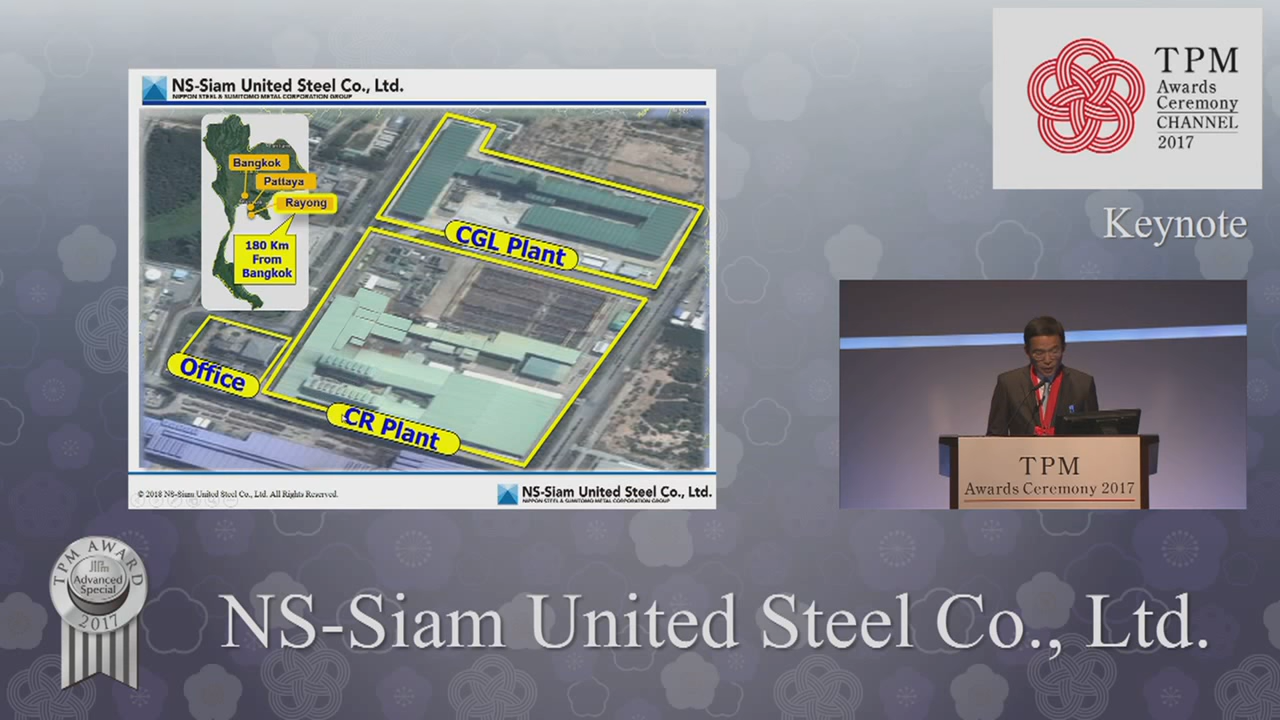 NS-Siam United Steel Co., Ltd.
NIPPON STEEL & SUMITOMO METAL CORPORATION GROUP
Bangkok
Pattaya
Rayong
180 Km
From
Bangkok
CGL Plant
Office
CR Plant
© 2018 NS-Siam United Steel Co., Ltd. All Rights Reserved.
NS-Siam United Steel Co., Ltd.
NIPPON STEEL & SUMITOMO METAL CORPORATION GROUP
TPM
Awards
Ceremony
CHANNEL
2017
Keynote
TPM
Awards Ceremony 2017
TPM AWARD
JIPM
Advanced
Special
2017
NS-Siam United Steel Co., Ltd.